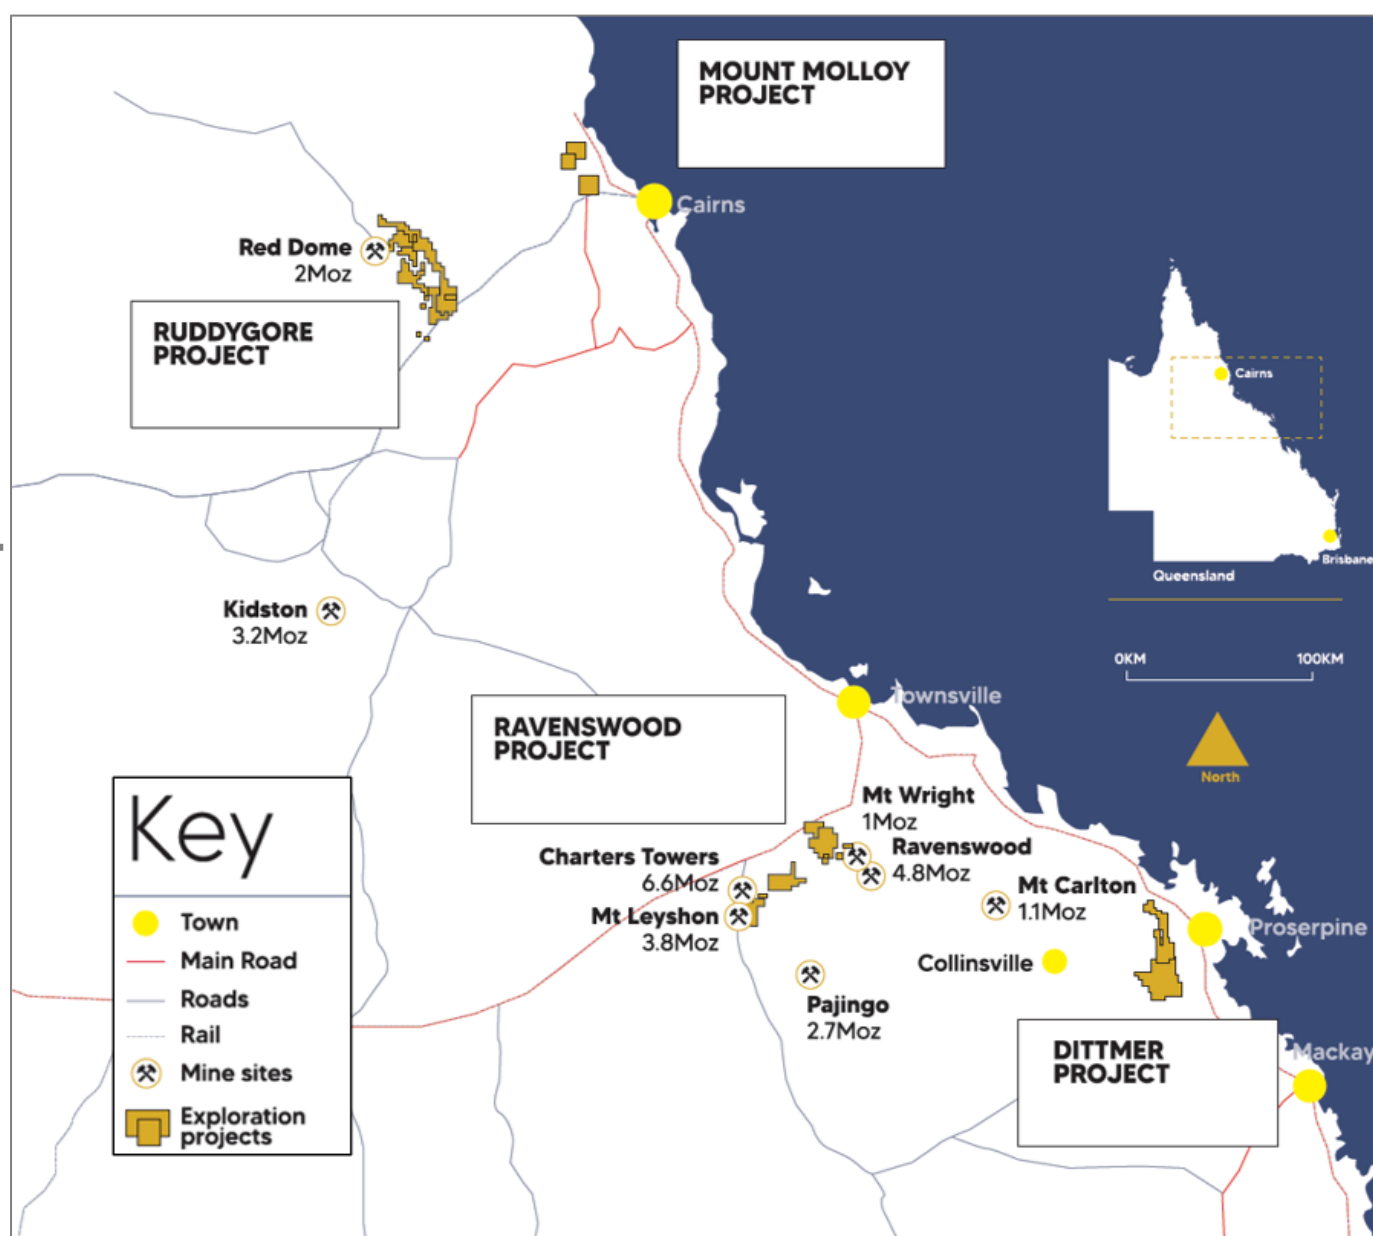 MOUNT MOLLOY
PROJECT
Cairns
Red Dome
2Moz
RUDDYGORE
PROJECT
Cairns
Brisbane
Queensland
Kidston
3.2Moz
0KM
100KM
North
Townsville
RAVENSWOOD
PROJECT
Mt Wright
1Moz
Ravenswood
4.8Moz
Charters Towers
6.6Moz
Mt Leyshon
3.8Moz
Mt Carlton
1.1Moz
Proserpine
Collinsville
Pajingo
2.7Moz
DITTMER
PROJECT
Mackay
Key
Town
Main Road
Roads
Rail
Mine sites
Exploration
projects